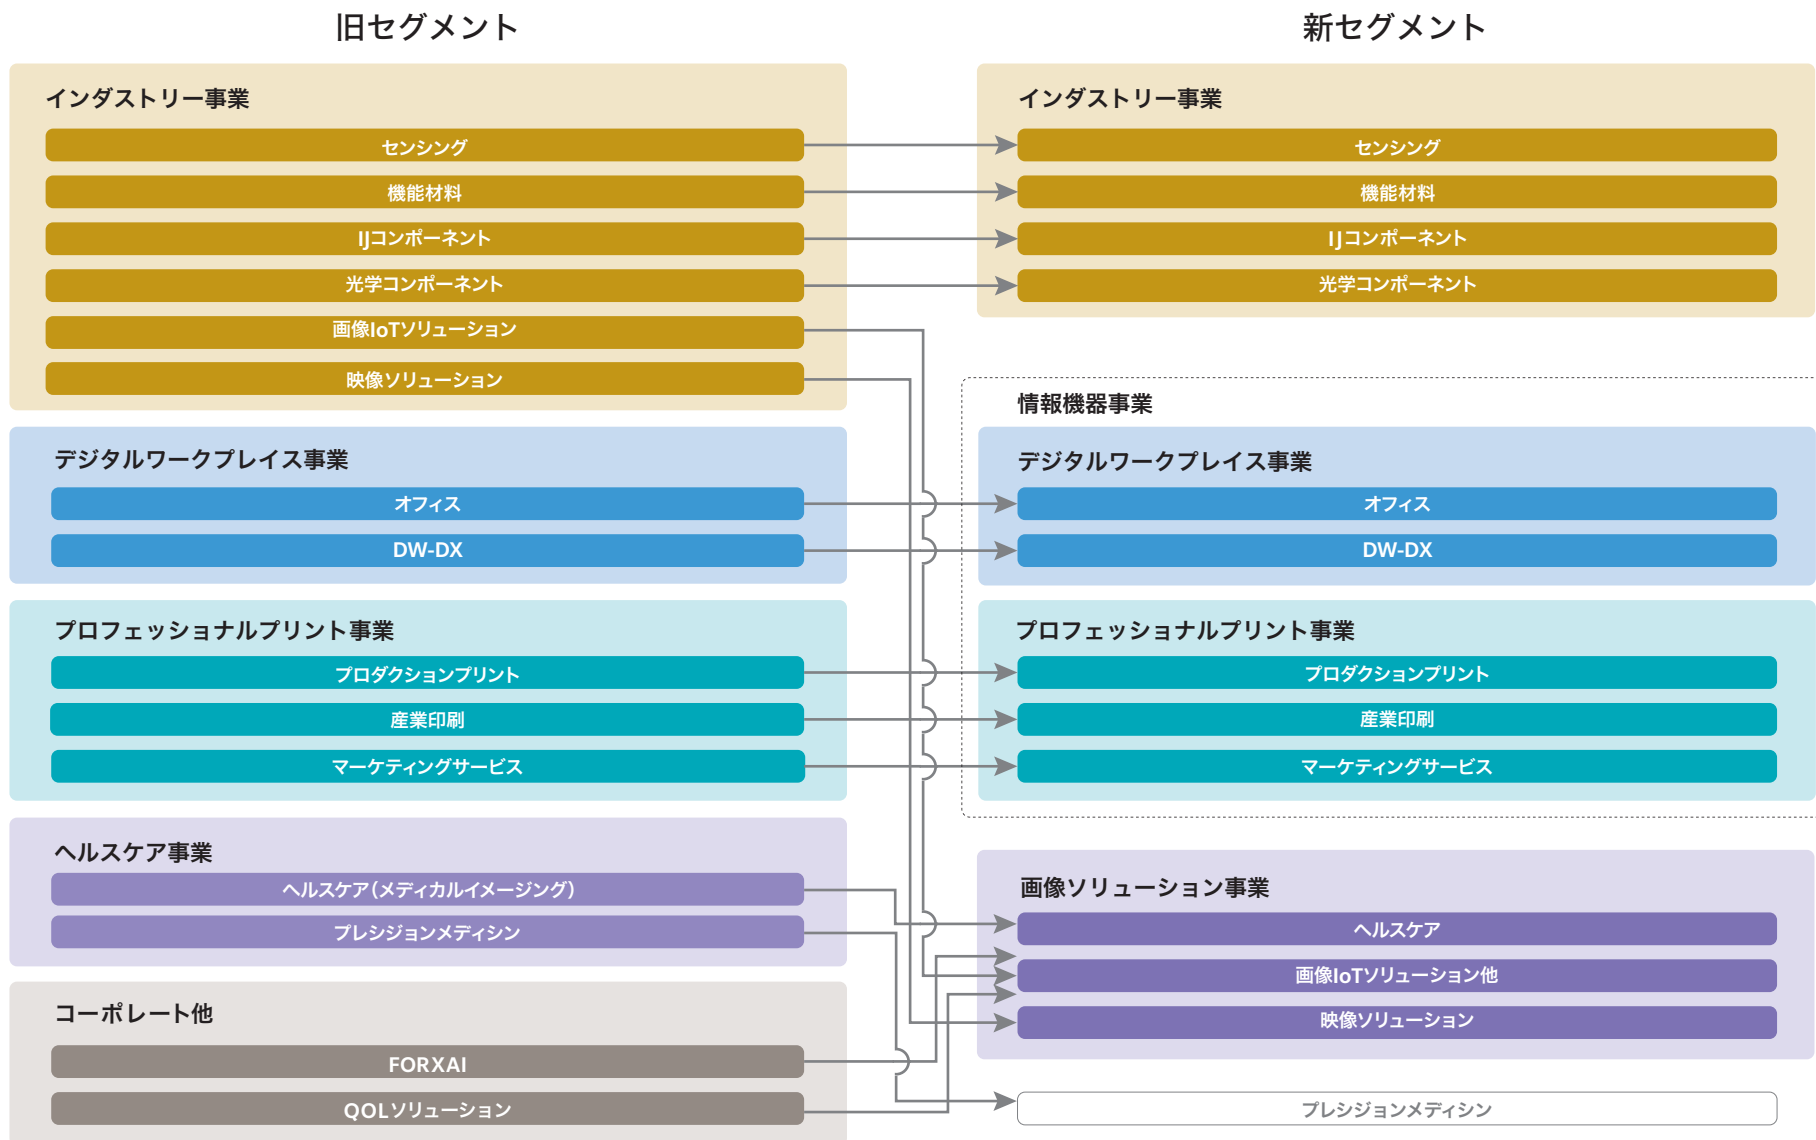 旧セグメント
インダストリー事業
センシング
機能材料
IJコンポーネント
光学コンポーネント
画像IoTソリューション
映像ソリューション
デジタルワークプレイス事業
オフィス
DW-DX
プロフェッショナルプリント事業
プロダクションプリント
産業印刷
マーケティングサービス
ヘルスケア事業
ヘルスケア（メディカルイメージング）
プレシジョンメディシン
コーポレート他
FORXAI
QOLソリューション
新セグメント
インダストリー事業
センシング
機能材料
IJコンポーネント
光学コンポーネント
情報機器事業
デジタルワークプレイス事業
オフィス
DW-DX
プロフェッショナルプリント事業
プロダクションプリント
産業印刷
マーケティングサービス
画像ソリューション事業
ヘルスケア
画像IoTソリューション他
映像ソリューション
プレシジョンメディシン